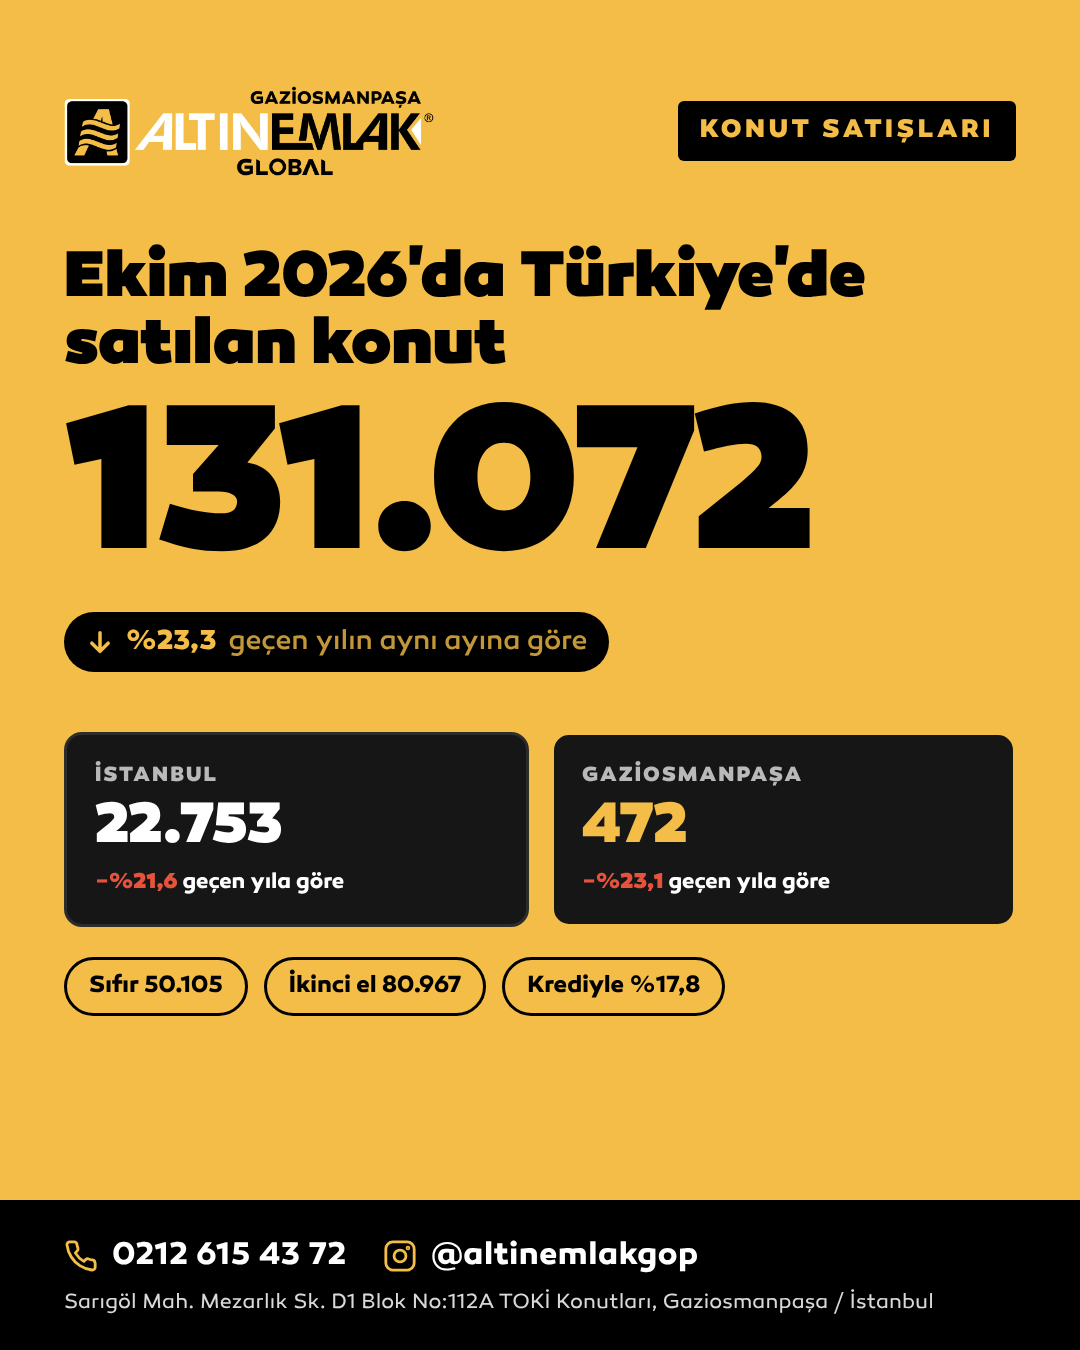 GAZİOSMANPAŞA
ALTINEMLAK®
GLOBAL
KONUT SATIŞLARI
Ekim 2026'da Türkiye'de
satılan konut
131.072
↓ %23,3 geçen yılın aynı ayına göre
İSTANBUL
22.753
-%21,6 geçen yıla göre
GAZİOSMANPAŞA
472
-%23,1 geçen yıla göre
Sıfır 50.105
İkinci el 80.967
Krediyle %17,8
0212 615 43 72
@altinemlakgop
Sarıgöl Mah. Mezarlık Sk. D1 Blok No:112A TOKİ Konutları, Gaziosmanpaşa / İstanbul